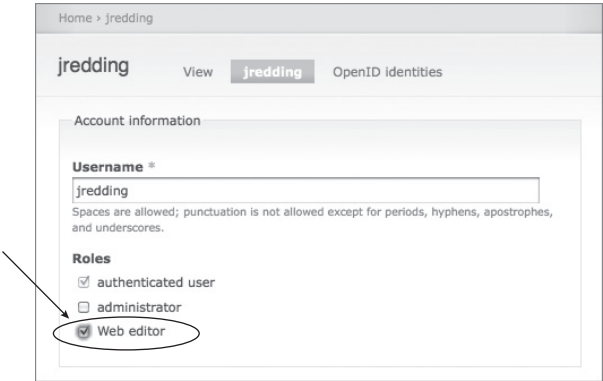 Home › jredding
jredding View jredding OpenID identities
Account information
Username *
jredding
Spaces are allowed; punctuation is not allowed except for periods, hyphens, apostrophes,
and underscores.
Roles
authenticated user
administrator
Web editor